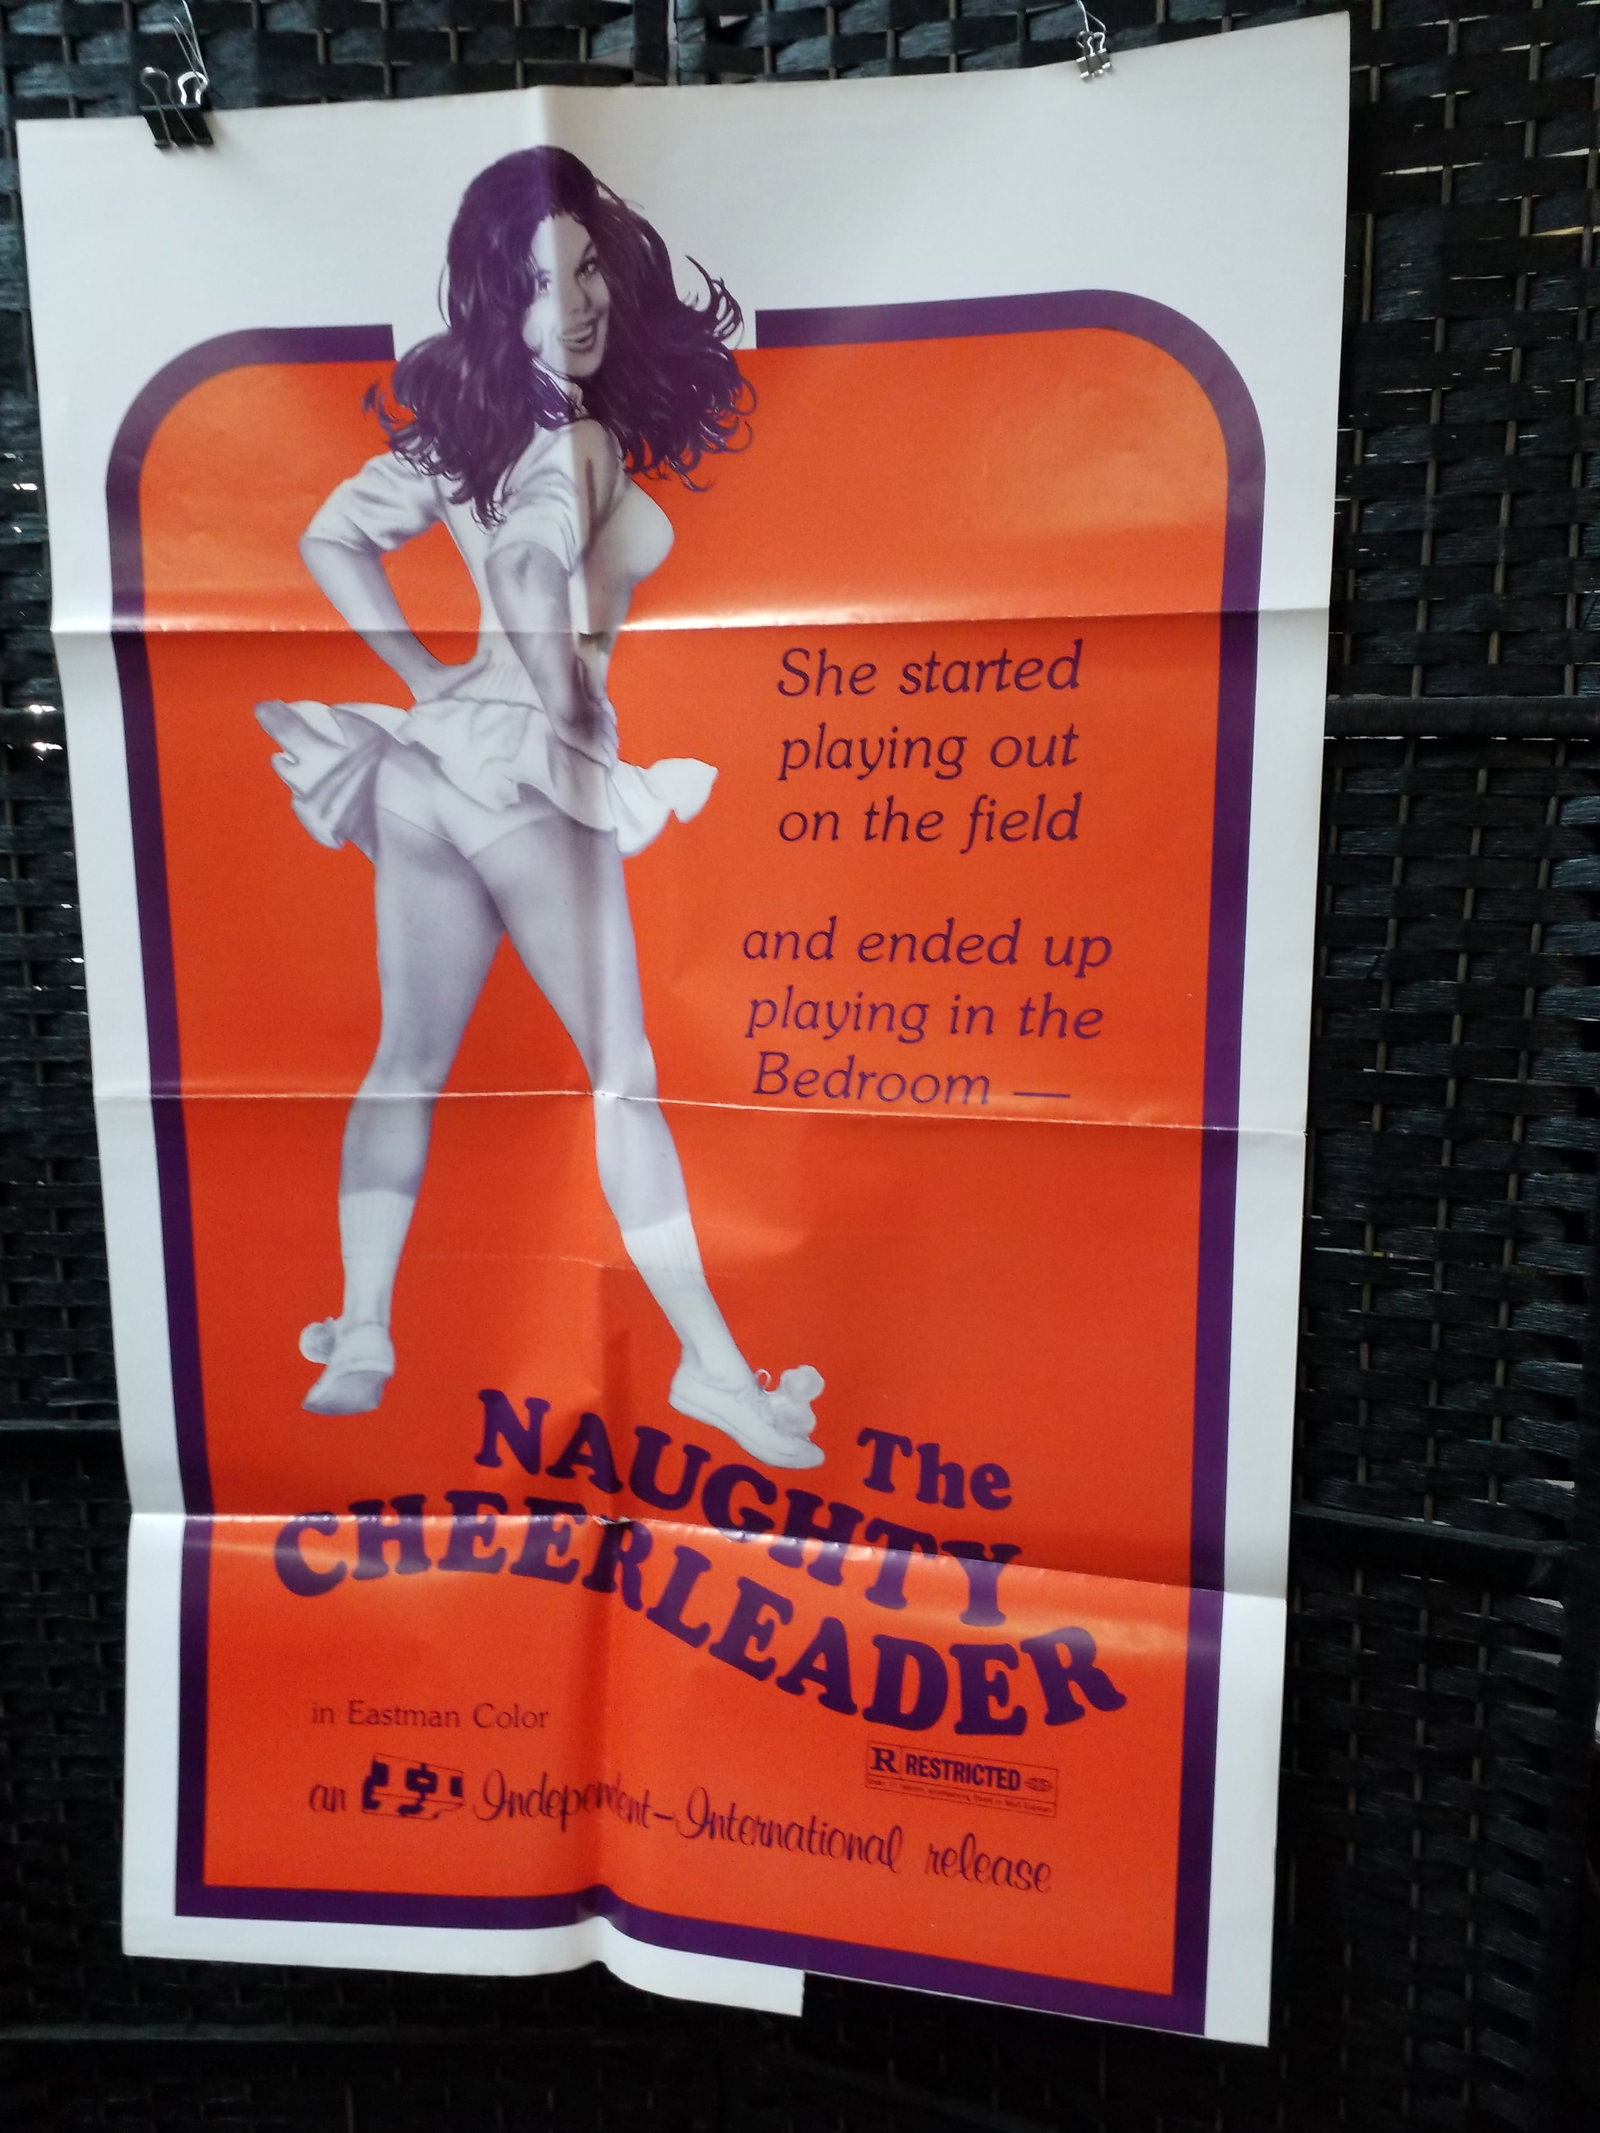 She started
playing out
on the field
and ended up
playing in the
Bedroom —
The
NAUGHTY
CHEERLEADER
in Eastman Color
R RESTRICTED
an Independent-International release